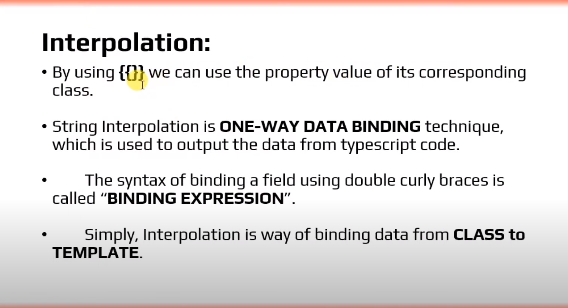 Interpolation:
• By using {{}} we can use the property value of its corresponding
class.
• String Interpolation is ONE-WAY DATA BINDING technique,
which is used to output the data from typescript code.
• The syntax of binding a field using double curly braces is
called “BINDING EXPRESSION”.
• Simply, Interpolation is way of binding data from CLASS to
TEMPLATE.